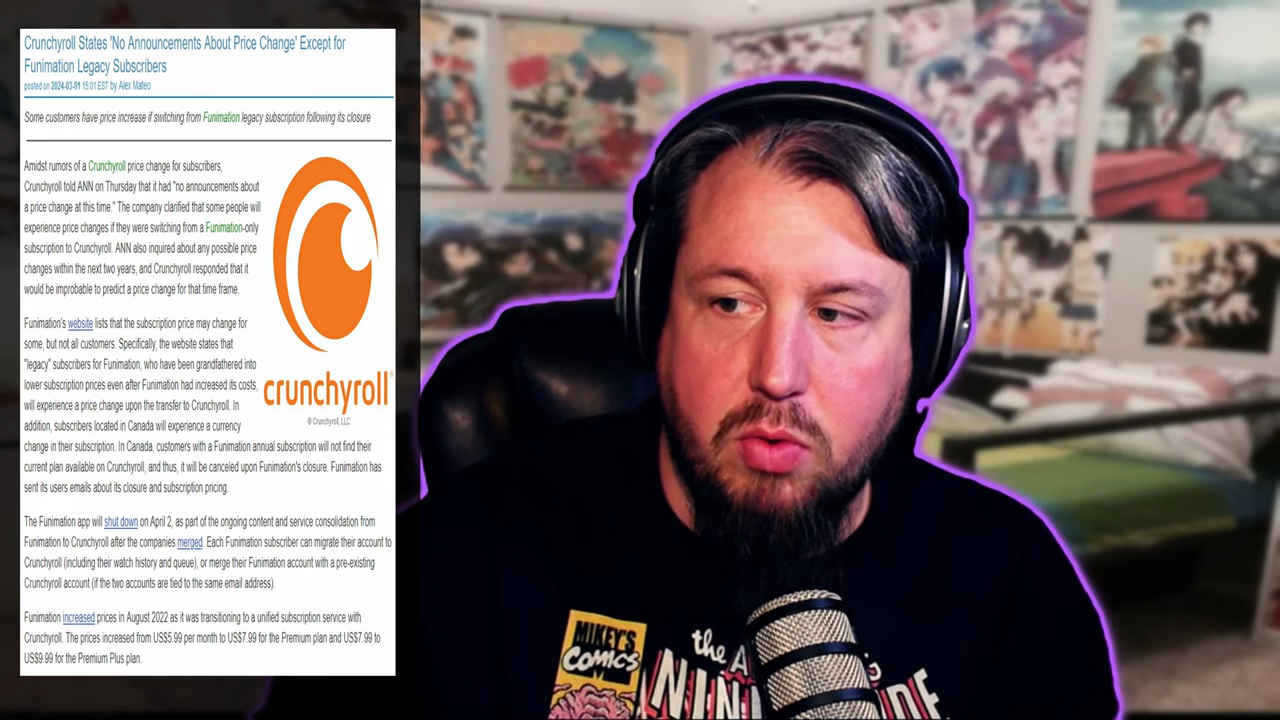 Crunchyroll States 'No Announcements About Price Change' Except for
Funimation Legacy Subscribers
posted on 2024-03-01 15:01 EST by Alex Mateo
Some customers have price increase if switching from Funimation legacy subscription following its closure
Amidst rumors of a Crunchyroll price change for subscribers,
Crunchyroll told ANN on Thursday that it had "no announcements about
a price change at this time." The company clarified that some people will
experience price changes if they were switching from a Funimation-only
subscription to Crunchyroll. ANN also inquired about any possible price
changes within the next two years, and Crunchyroll responded that it
would be improbable to predict a price change for that time frame.
Funimation's website lists that the subscription price may change for
some, but not all customers. Specifically, the website states that
"legacy" subscribers for Funimation, who have been grandfathered into
lower subscription prices even after Funimation had increased its costs,
will experience a price change upon the transfer to Crunchyroll. In
addition, subscribers located in Canada will experience a currency
change in their subscription. In Canada, customers with a Funimation annual subscription will not find their
current plan available on Crunchyroll, and thus, it will be canceled upon Funimation's closure. Funimation has
sent its users emails about its closure and subscription pricing.
crunchyroll®
© Crunchyroll, LLC
The Funimation app will shut down on April 2, as part of the ongoing content and service consolidation from
Funimation to Crunchyroll after the companies merged. Each Funimation subscriber can migrate their account to
Crunchyroll (including their watch history and queue), or merge their Funimation account with a pre-existing
Crunchyroll account (if the two accounts are tied to the same email address).
Funimation increased prices in August 2022 as it was transitioning to a unified subscription service with
Crunchyroll. The prices increased from US$5.99 per month to US$7.99 for the Premium plan and US$7.99 to
US$9.99 for the Premium Plus plan.
MIKEY'S
COMICS
the